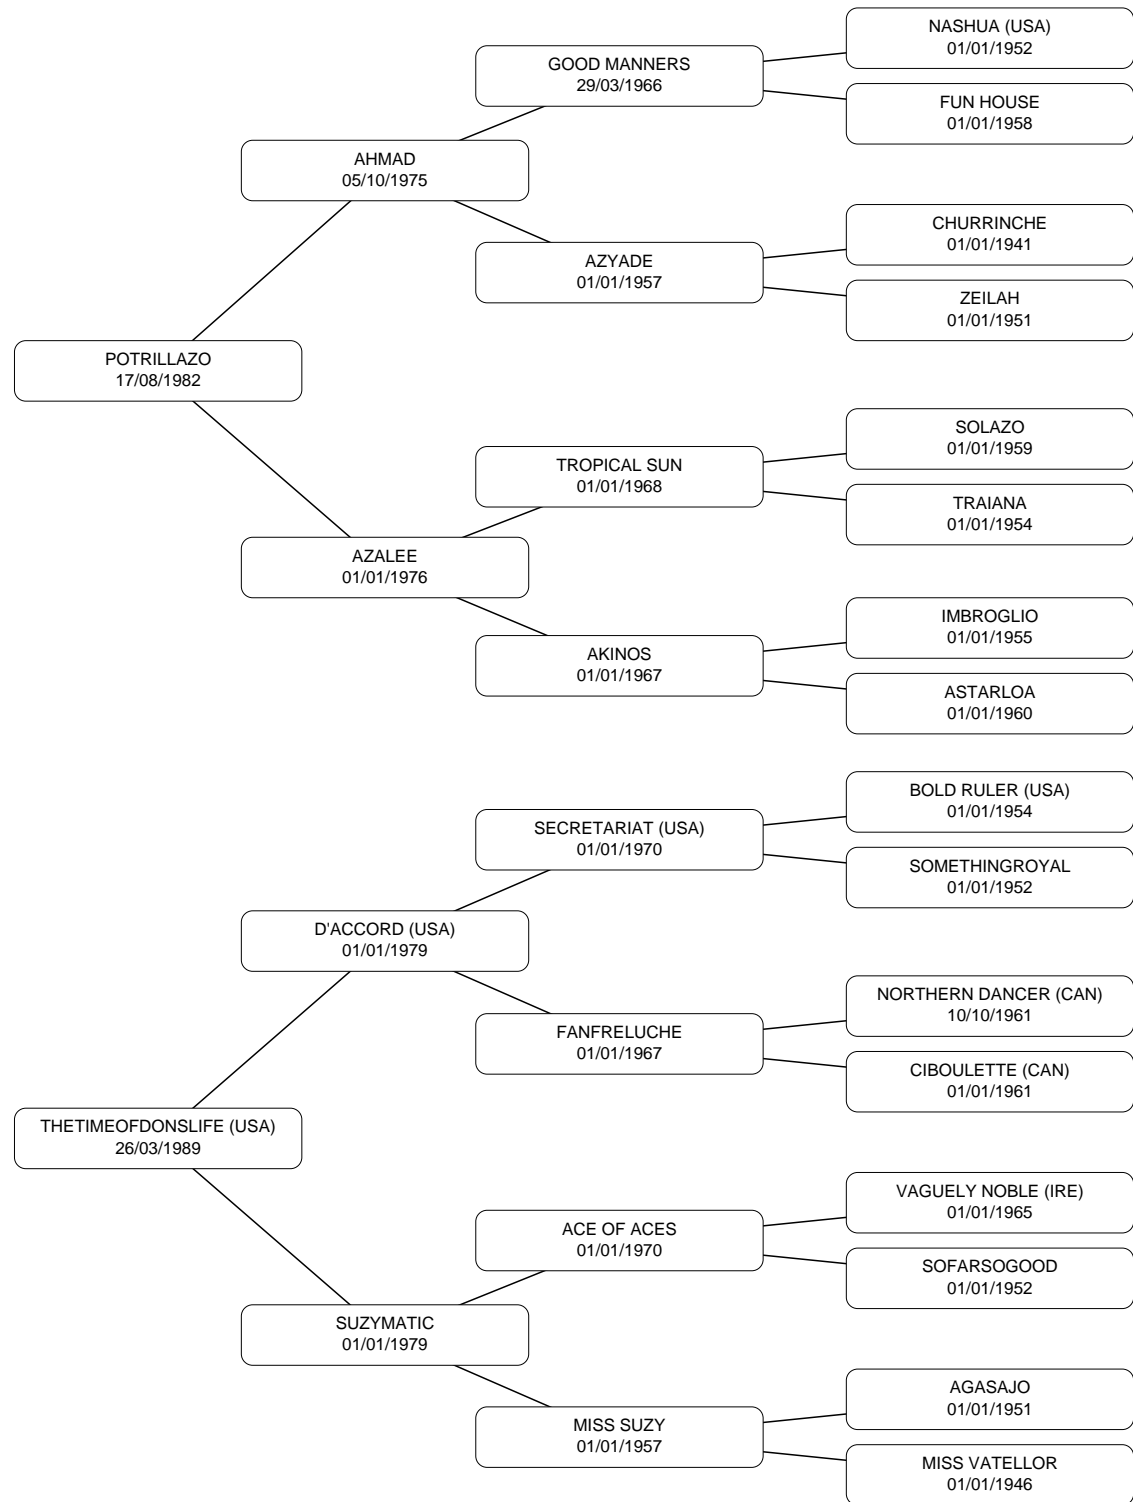 NASHUA (USA)
01/01/1952
GOOD MANNERS
29/03/1966
FUN HOUSE
01/01/1958
AHMAD
05/10/1975
CHURRINCHE
01/01/1941
AZYADE
01/01/1957
ZEILAH
01/01/1951
POTRILLAZO
17/08/1982
SOLAZO
01/01/1959
TROPICAL SUN
01/01/1968
TRAIANA
01/01/1954
AZALEE
01/01/1976
IMBROGLIO
01/01/1955
AKINOS
01/01/1967
ASTARLOA
01/01/1960
BOLD RULER (USA)
01/01/1954
SECRETARIAT (USA)
01/01/1970
SOMETHINGROYAL
01/01/1952
D'ACCORD (USA)
01/01/1979
NORTHERN DANCER (CAN)
10/10/1961
FANFRELUCHE
01/01/1967
CIBOULETTE (CAN)
01/01/1961
THETIMEOFDONSLIFE (USA)
26/03/1989
VAGUELY NOBLE (IRE)
01/01/1965
ACE OF ACES
01/01/1970
SOFARSOGOOD
01/01/1952
SUZYMATIC
01/01/1979
AGASAJO
01/01/1951
MISS SUZY
01/01/1957
MISS VATELLOR
01/01/1946